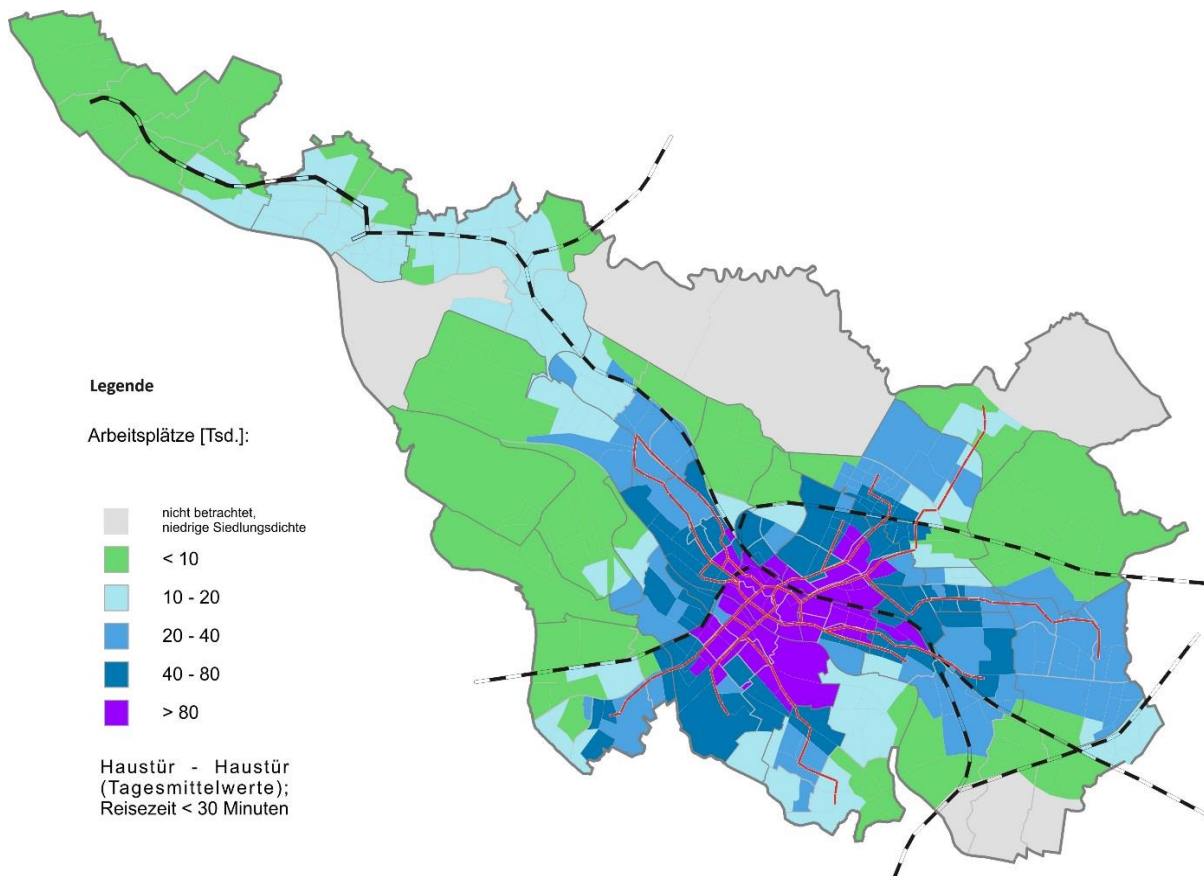 Legende
Arbeitsplätze [Tsd.]:
nicht betrachtet,
niedrige Siedlungsdichte
< 10
10 - 20
20 - 40
40 - 80
> 80
Haustür - Haustür
(Tagesmittelwerte);
Reisezeit < 30 Minuten